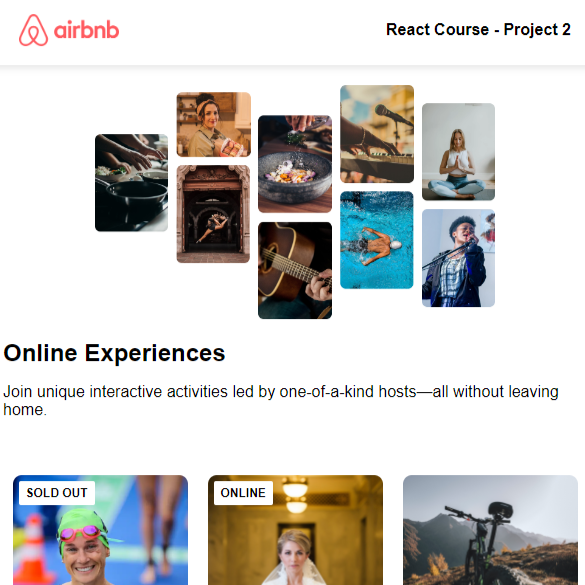 airbnb
React Course - Project 2
Online Experiences
Join unique interactive activities led by one-of-a-kind hosts—all without leaving
home.
SOLD OUT
ONLINE